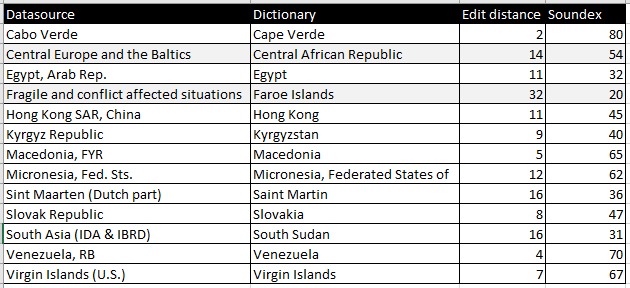 Datasource Dictionary Edit distance Soundex
Cabo Verde Cape Verde 2 80
Central Europe and the Baltics Central African Republic 14 54
Egypt, Arab Rep. Egypt 11 32
Fragile and conflict affected situations Faroe Islands 32 20
Hong Kong SAR, China Hong Kong 11 45
Kyrgyz Republic Kyrgyzstan 9 40
Macedonia, FYR Macedonia 5 65
Micronesia, Fed. Sts. Micronesia, Federated States of 12 62
Sint Maarten (Dutch part) Saint Martin 16 36
Slovak Republic Slovakia 8 47
South Asia (IDA & IBRD) South Sudan 16 31
Venezuela, RB Venezuela 4 70
Virgin Islands (U.S.) Virgin Islands 7 67